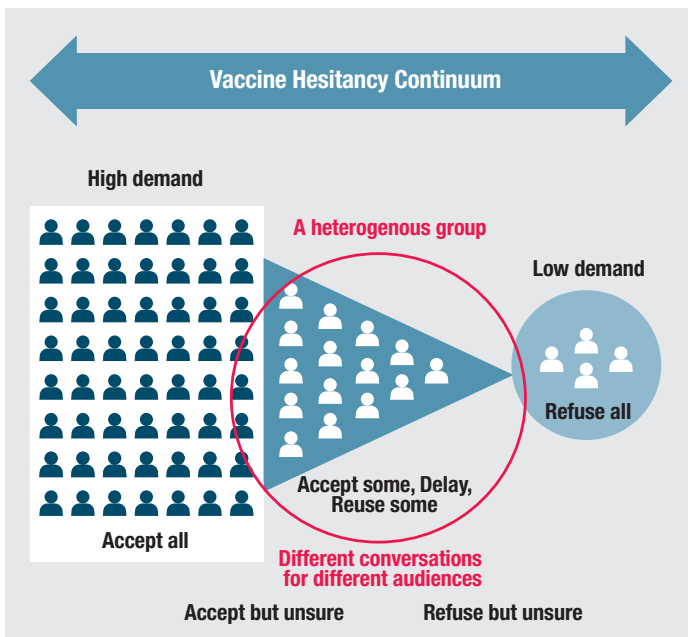 Vaccine Hesitancy Continuum
High demand
A heterogenous group
Low demand
Refuse all
Accept some, Delay,
Reuse some
Accept all
Different conversations
for different audiences
Accept but unsure
Refuse but unsure